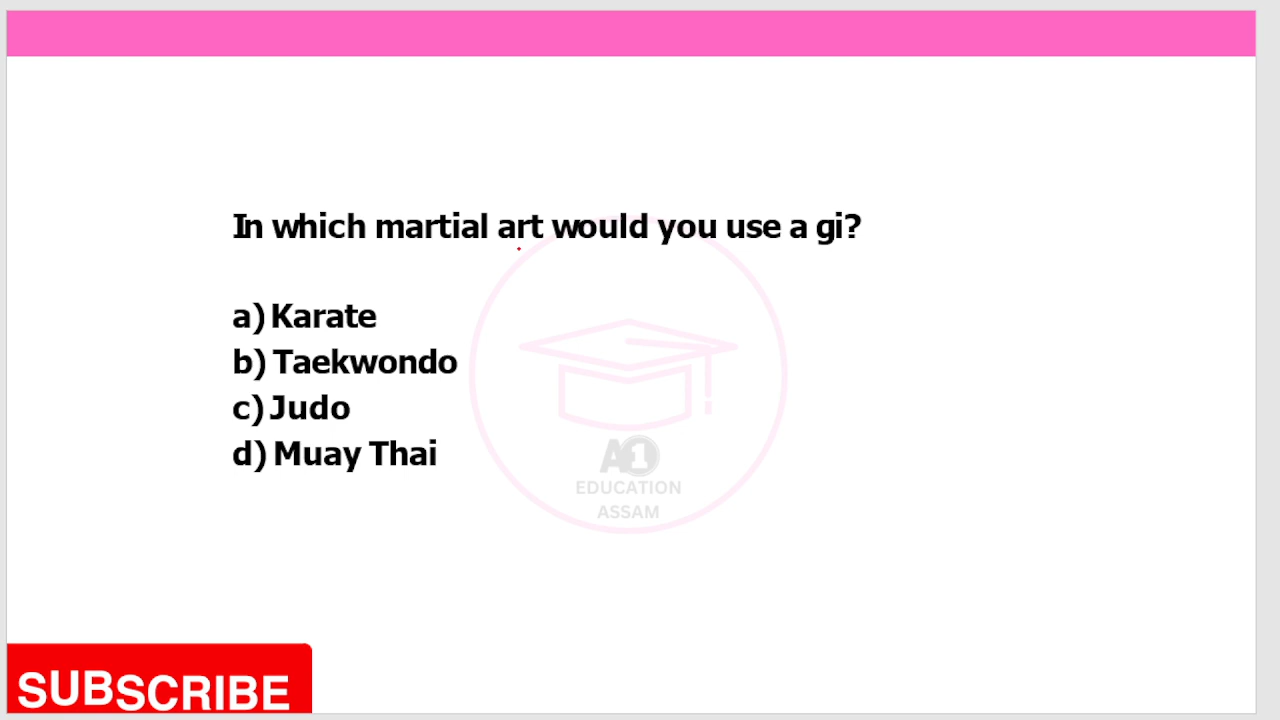 In which martial art would you use a gi?
a) Karate
b) Taekwondo
c) Judo
d) Muay Thai
A1
EDUCATION
ASSAM
SUBSCRIBE